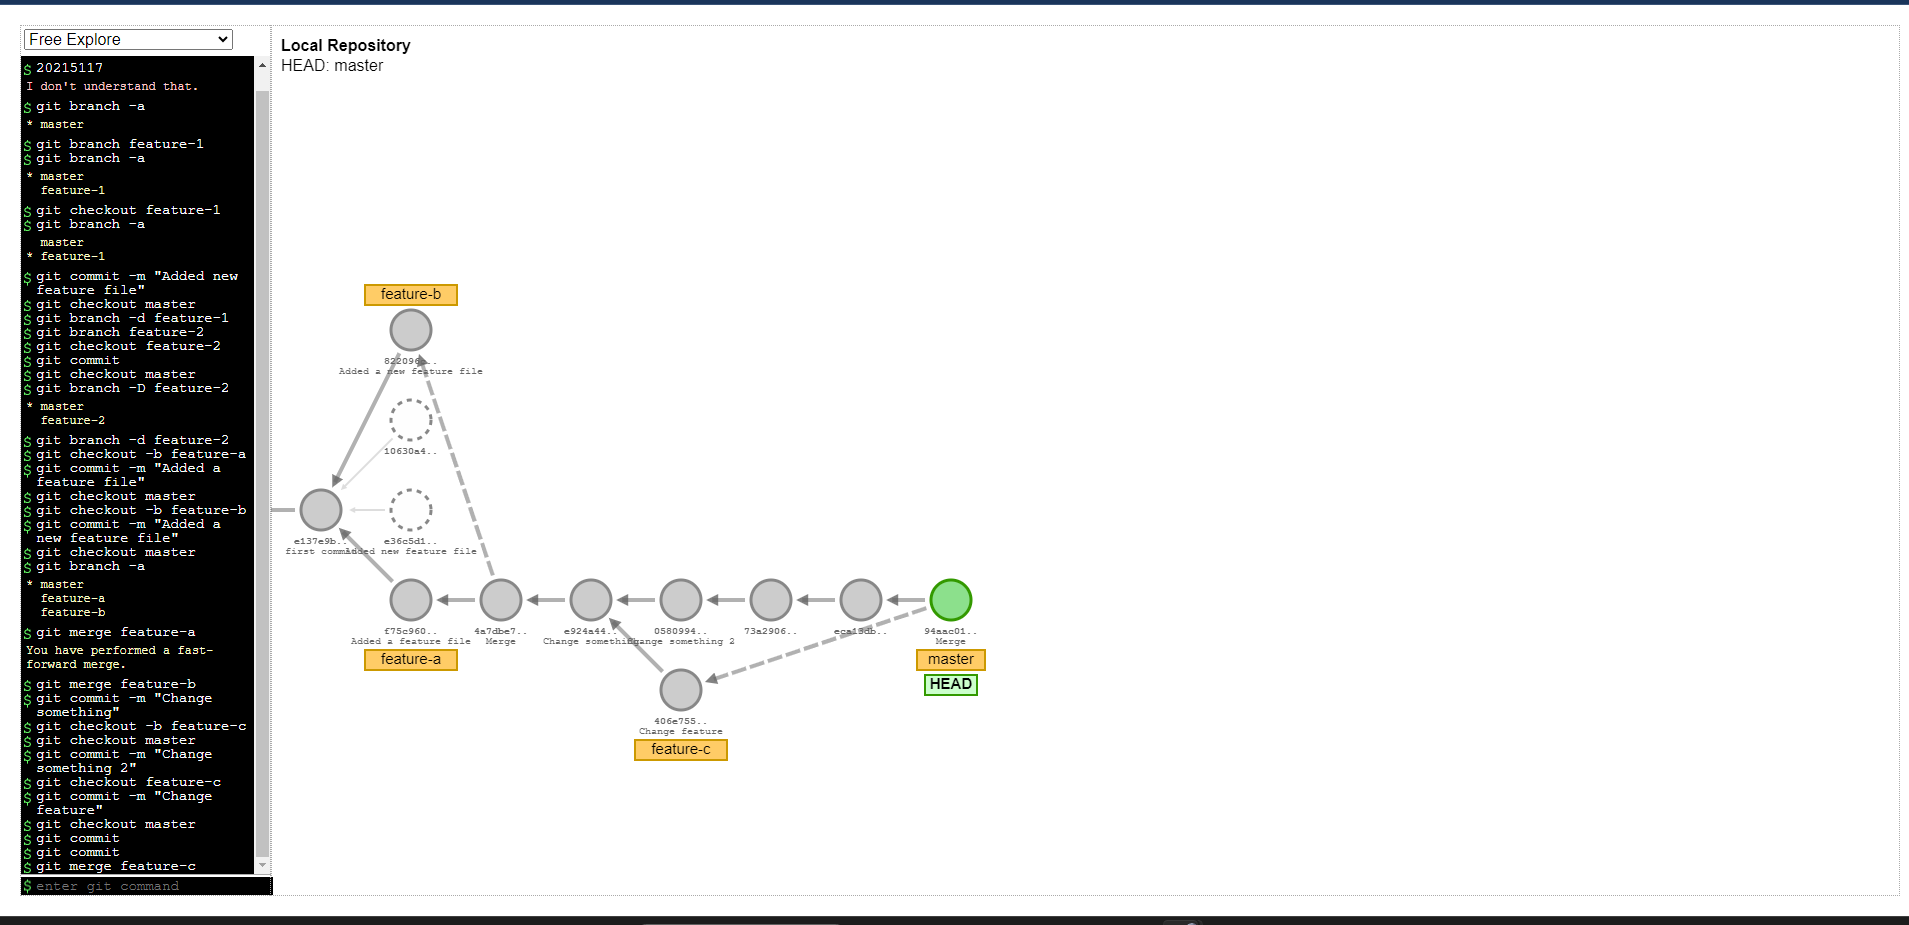 Free Explore
$ 20215117
I don't understand that.
$ git branch -a
* master
$ git branch feature-1
$ git branch -a
* master
feature-1
$ git checkout feature-1
$ git branch -a
master
* feature-1
$ git commit -m "Added new
feature file"
$ git checkout master
$ git branch -d feature-1
$ git branch feature-2
$ git checkout feature-2
$ git commit
$ git checkout master
$ git branch -D feature-2
* master
feature-2
$ git branch -d feature-2
$ git checkout -b feature-a
$ git commit -m "Added a
feature file"
$ git checkout master
$ git checkout -b feature-b
$ git commit -m "Added a
new feature file"
$ git checkout master
$ git branch -a
* master
feature-a
feature-b
$ git merge feature-a
You have performed a fast-
forward merge.
$ git merge feature-b
$ git commit -m "Change
something"
$ git checkout -b feature-c
$ git checkout master
$ git commit -m "Change
something 2"
$ git checkout feature-c
$ git commit -m "Change
feature"
$ git checkout master
$ git commit
$ git commit
$ git merge feature-c
$ enter git command
Local Repository
HEAD: master
feature-b
Added a new feature file
10630a4..
e137e9b..
first commit
e36c5d1..
Added new feature file
f75c960..
Added a feature file
feature-a
4a7dbe7..
Merge
e924a44..
Change something
0580994..
Change something 2
73a2906..
eca13db..
94aac01..
Merge
master
HEAD
406e755..
Change feature
feature-c